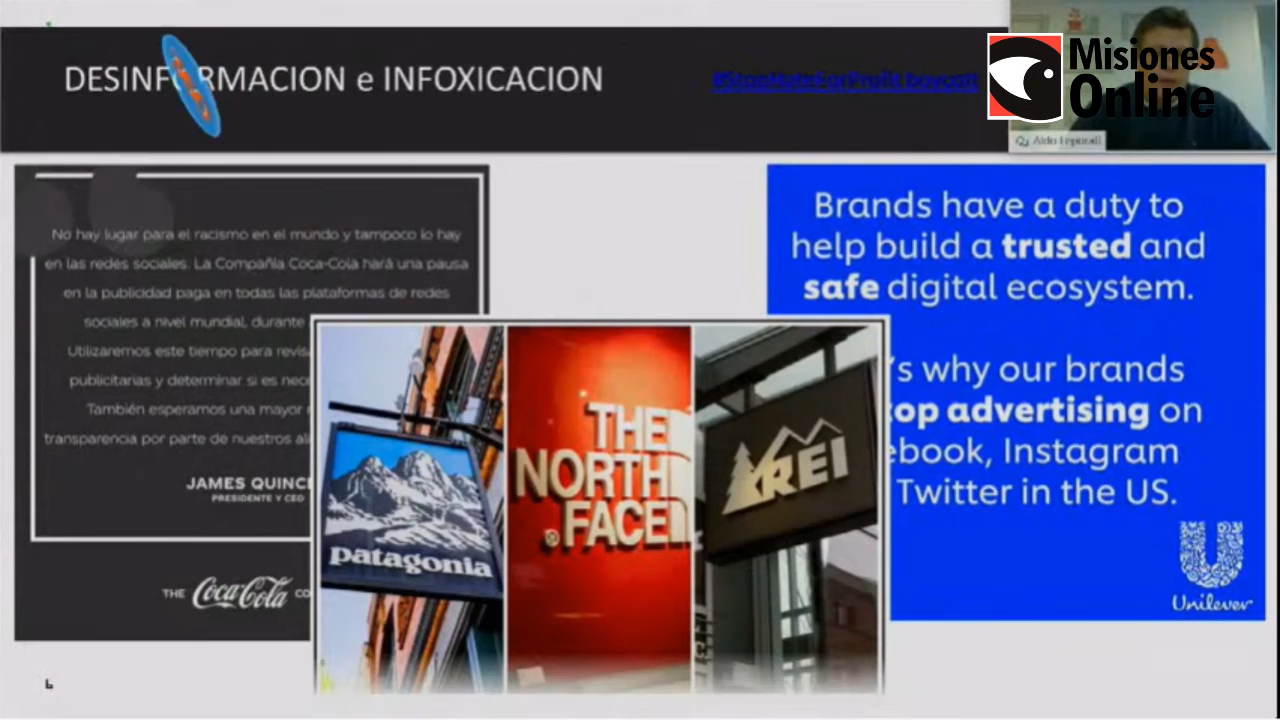 DESINFORMACION e INFOXICACION
#StopHateForProfit boycott
Misiones
Online
Aldo Leporati
No hay lugar para el racismo en el mundo y tampoco lo hay
en las redes sociales. La Compañía Coca-Cola hará una pausa
en la publicidad paga en todas las plataformas de redes
sociales a nivel mundial, durante
Utilizaremos este tiempo para revis
publicitarias y determinar si es nece
También esperamos una mayor
transparencia por parte de nuestros al
JAMES QUINC
PRESIDENTE Y CEO
THE Coca-Cola CO
patagonia
THE
NORTH
FACE
REI
Brands have a duty to
help build a trusted and
safe digital ecosystem.
's why our brands
top advertising on
ebook, Instagram
Twitter in the US.
Unilever